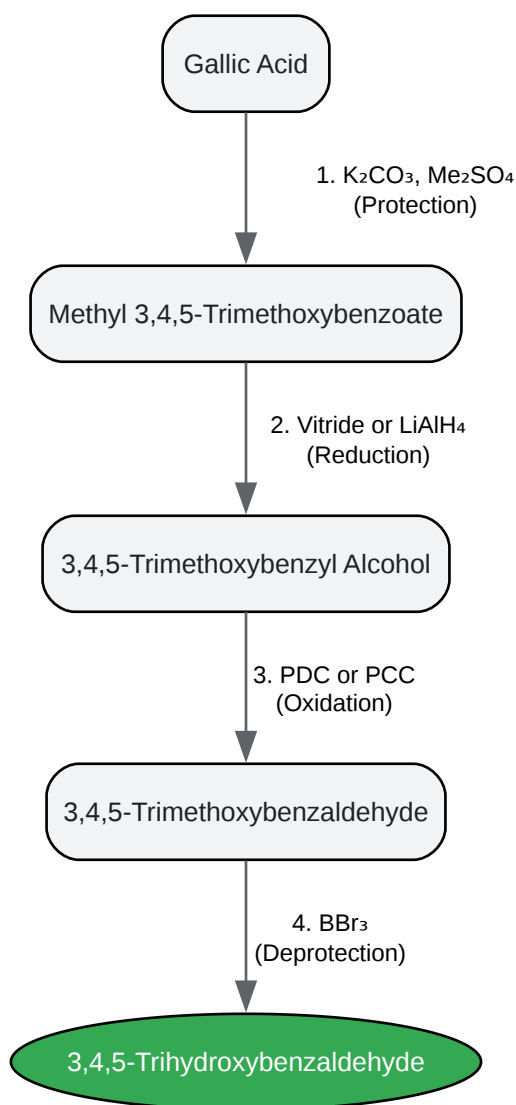 Gallic Acid
1. K₂CO₃, Me₂SO₄
(Protection)
Methyl 3,4,5-Trimethoxybenzoate
2. Vitride or LiAlH₄
(Reduction)
3,4,5-Trimethoxybenzyl Alcohol
3. PDC or PCC
(Oxidation)
3,4,5-Trimethoxybenzaldehyde
4. BBr₃
(Deprotection)
3,4,5-Trihydroxybenzaldehyde